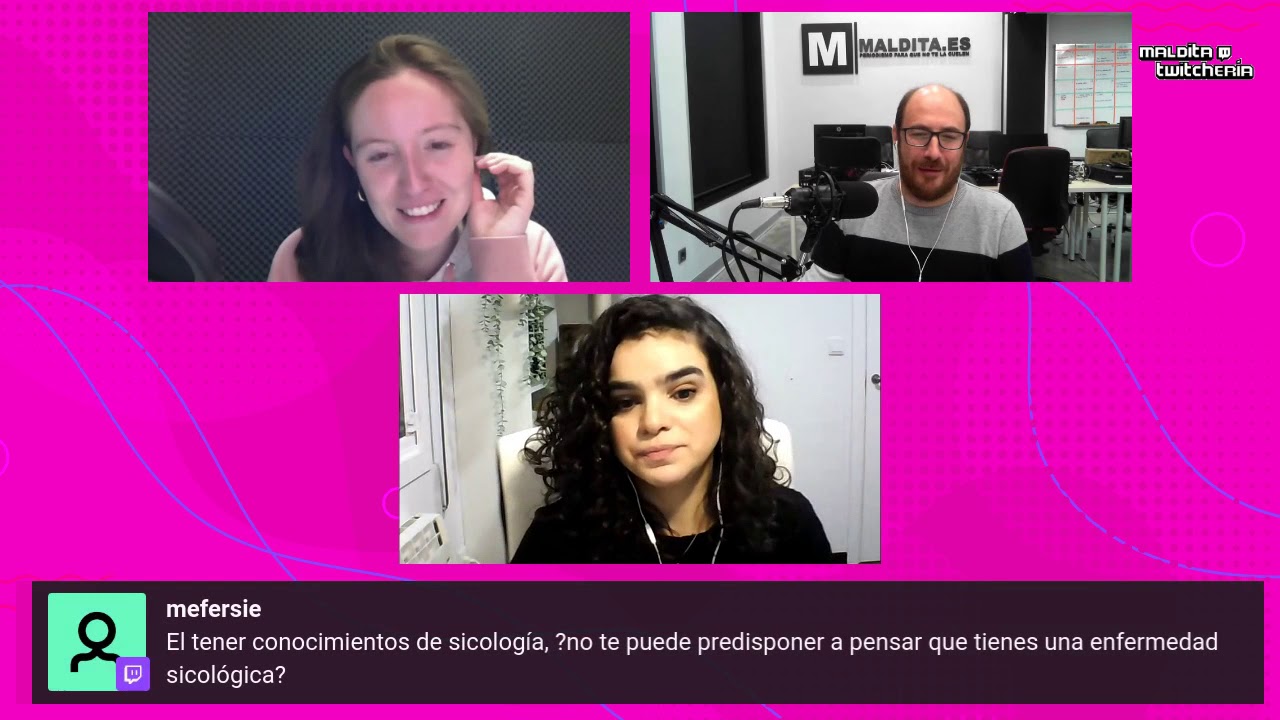 M
MALDITA.ES
PERIODISMO PARA QUE NO TE LA CUELEN
MALDITA
TWITCHERÍA
mefersie
El tener conocimientos de sicología, ?no te puede predisponer a pensar que tienes una enfermedad
sicológica?